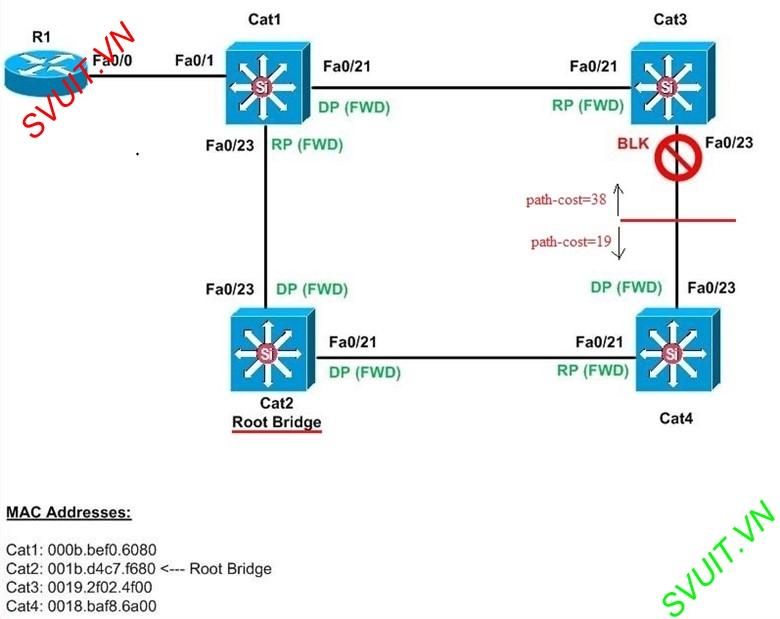 Cat1
Cat3
R1
Fa0/0
Fa0/1
Si
Fa0/21
Fa0/21
Si
SVUIT.VN
DP (FWD)
RP (FWD)
Fa0/23
RP (FWD)
BLK
Fa0/23
path-cost=38
path-cost=19
Fa0/23
DP (FWD)
DP (FWD)
Fa0/23
Si
Fa0/21
Fa0/21
Si
DP (FWD)
RP (FWD)
Cat2
Root Bridge
Cat4
MAC Addresses:
Cat1: 000b.bef0.6080
Cat2: 001b.d4c7.f680 <--- Root Bridge
Cat3: 0019.2f02.4f00
Cat4: 0018.baf8.6a00
SVUIT.VN